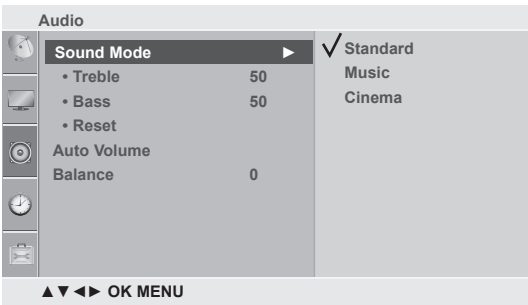 Audio
Sound Mode ►
• Treble 50
• Bass 50
• Reset
Auto Volume
Balance 0
✓ Standard
Music
Cinema
▲▼◄► OK MENU